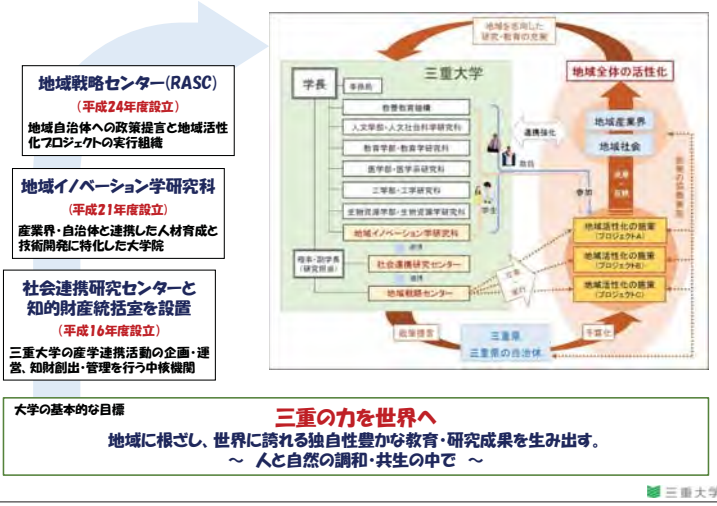 地域戦略センター(RASC)
(平成24年度設立)
地域自治体への政策提言と地域活性
化プロジェクトの実行組織
地域イノベーション学研究科
(平成21年度設立)
産業界・自治体と連携した人材育成と
技術開発に特化した大学院
社会連携研究センターと
知的財産統括室を設置
(平成16年度設立)
三重大学の産学連携活動の企画・運
営、知財創出・管理を行う中核機関
地域を志向した
研究・教育の充実
三重大学
学長
事務局
教養教育機構
人文学部・人文社会科学研究科
教育学部・教育学研究科
医学部・医学系研究科
工学部・工学研究科
生物資源学部・生物資源学研究科
地域イノベーション学研究科
連携
社会連携研究センター
連携
地域戦略センター
理事・副学長
(研究担当)
教員
学生
連携強化
参加
地域全体の活性化
地域産業界
地域社会
成果
地域活性化の施策
(プロジェクトA)
地域活性化の施策
(プロジェクトB)
地域活性化の施策
(プロジェクトC)
政策提言
三重県
三重県の自治体
予算化
大学の基本的な目標
三重の力を世界へ
地域に根ざし、世界に誇れる独自性豊かな教育・研究成果を生み出す。
~ 人と自然の調和・共生の中で ~
三重大学